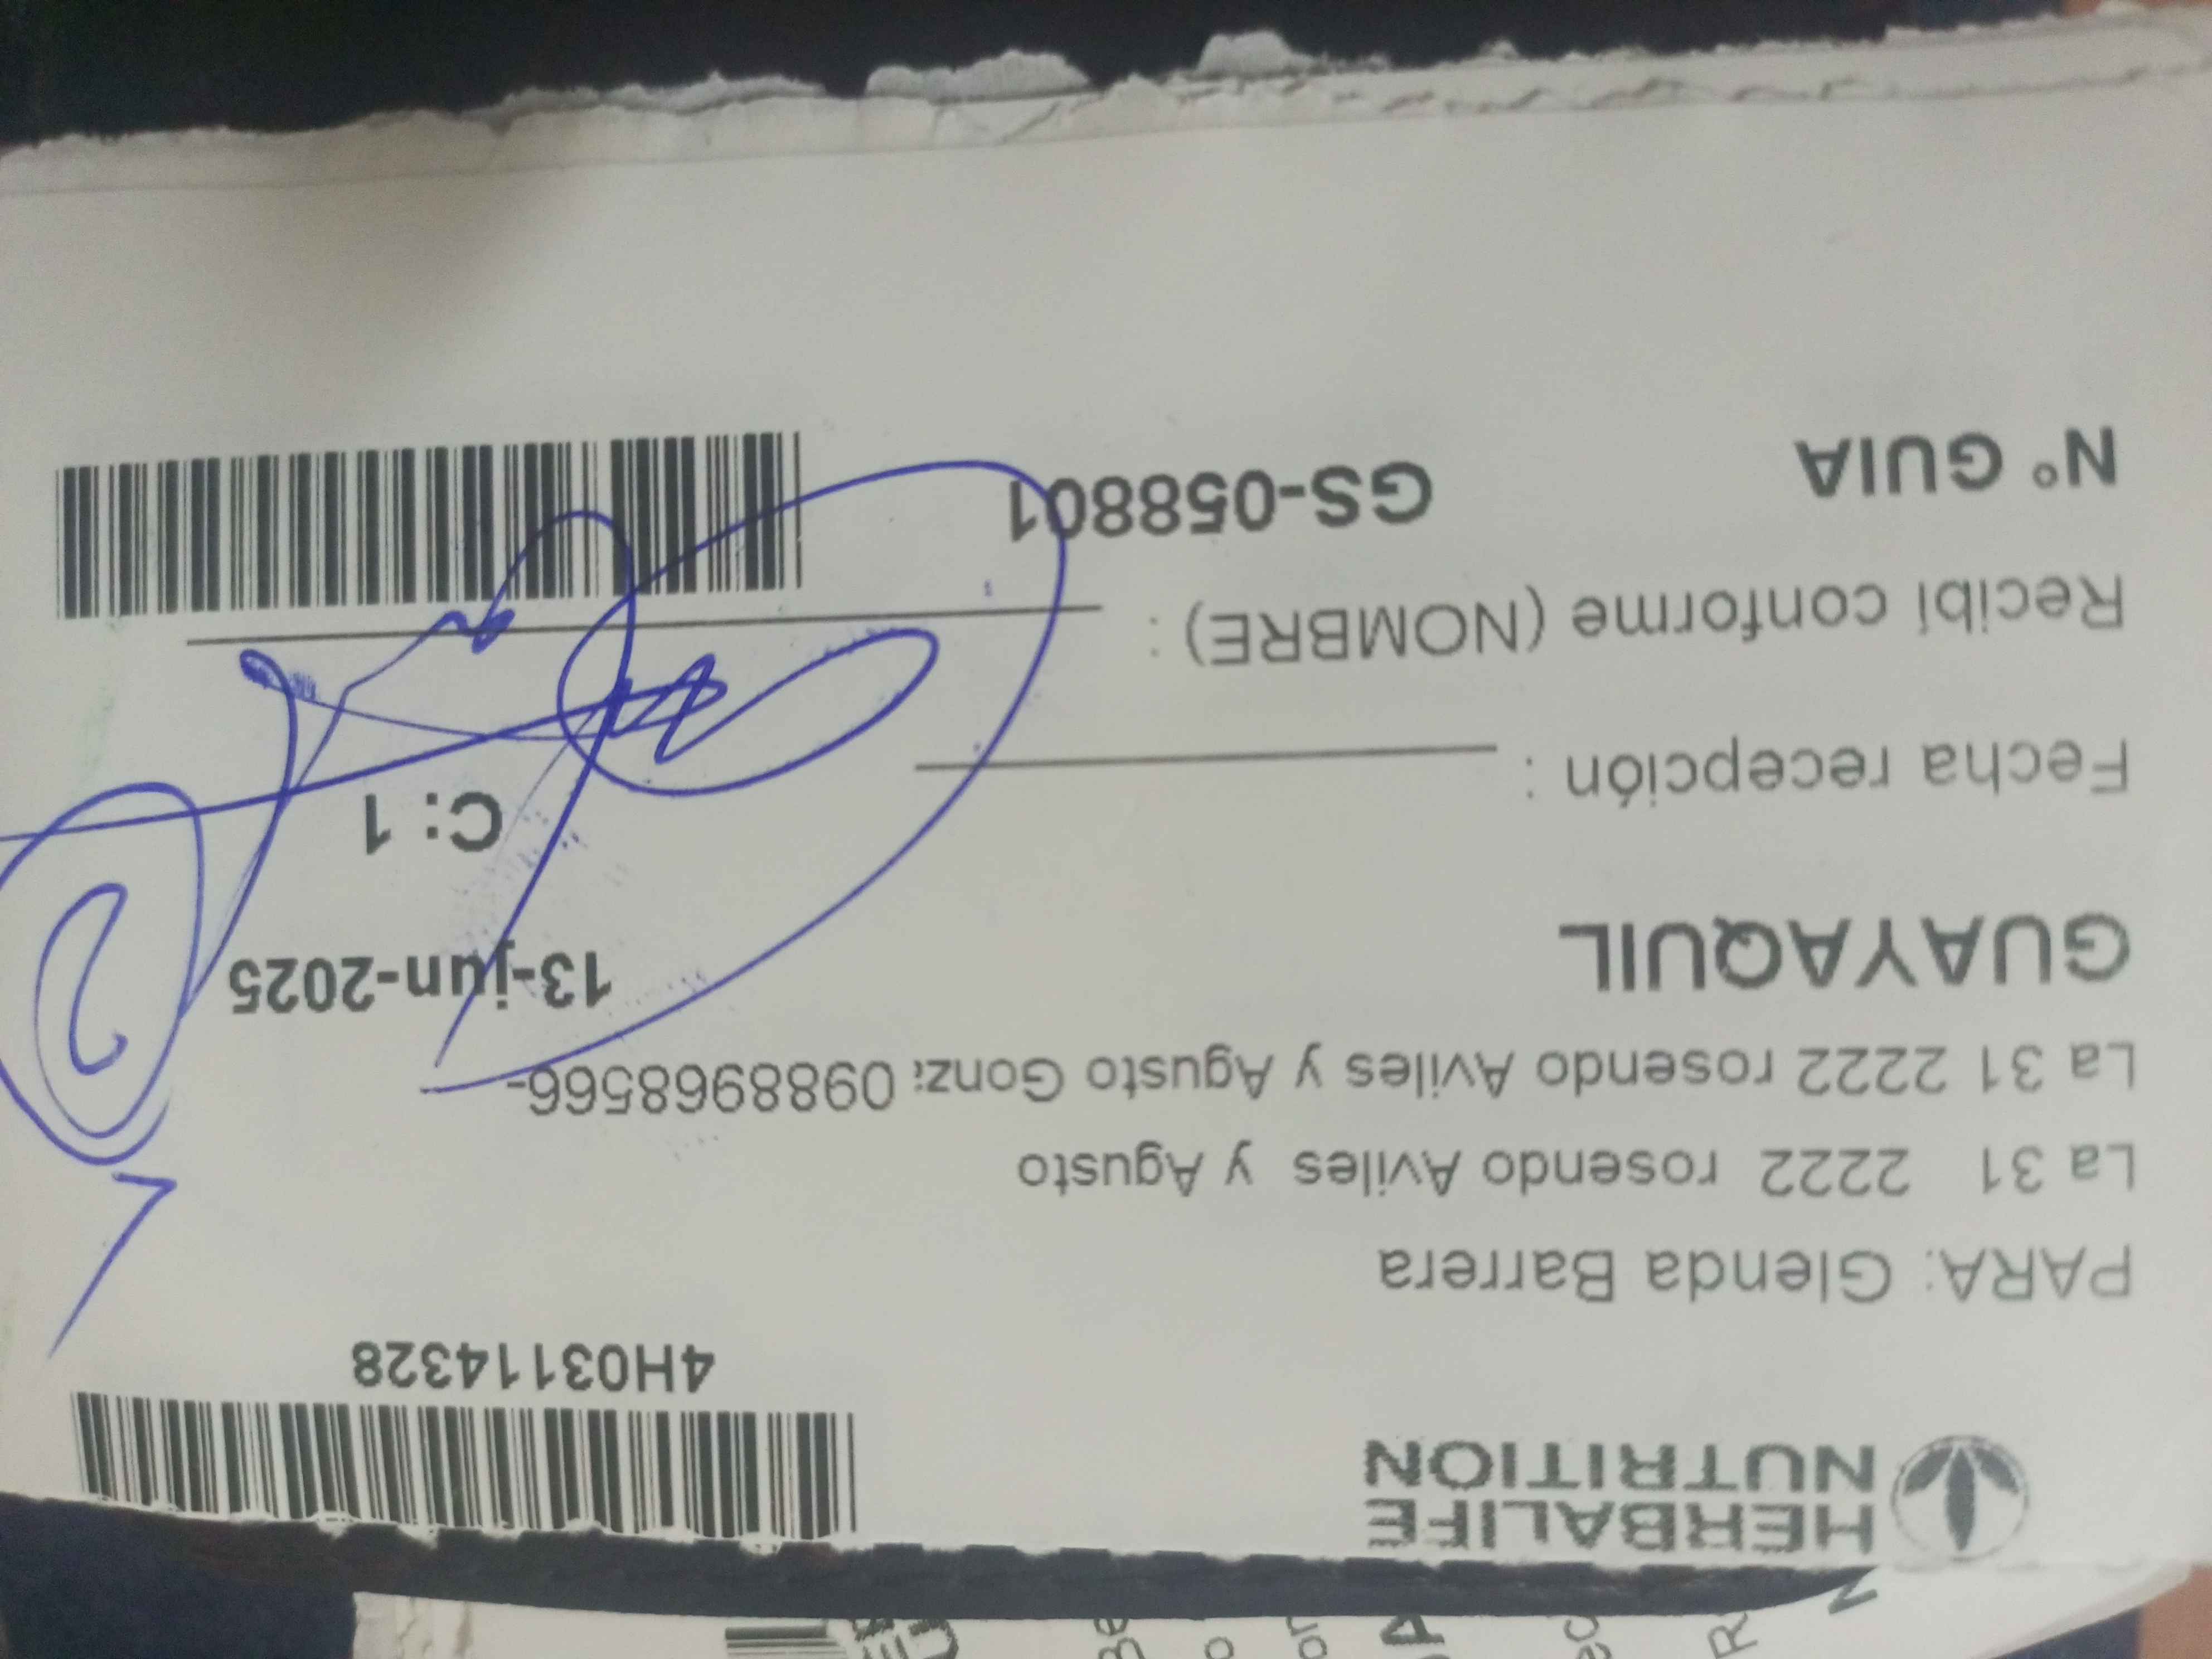 HERBALIFE
NUTRITION
4H03114328
PARA: Glenda Barrera
La 31 2222 rosendo Aviles y Agusto
La 31 2222 rosendo Aviles y Agusto Gonz: 0988968566-
GUAYAQUIL
13-jun-2025
Fecha recepción :
C: 1
Recibí conforme (NOMBRE) :
N° GUIA
GS-058801